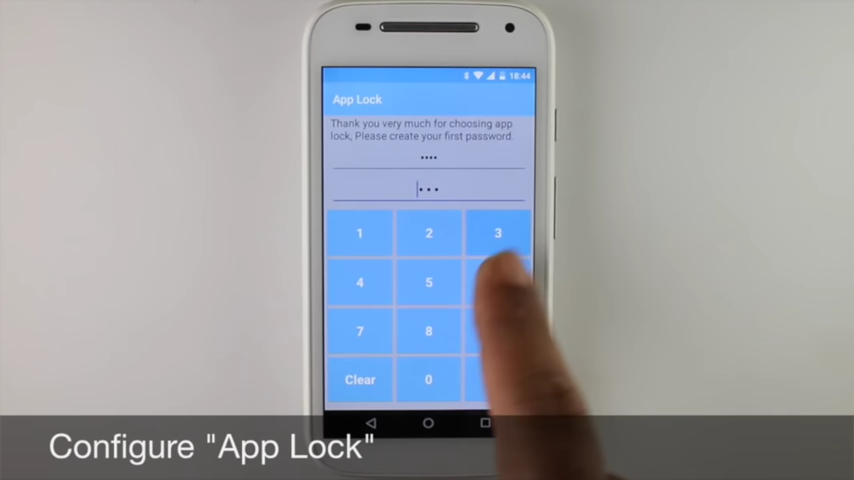 18:44
App Lock
Thank you very much for choosing app
lock, Please create your first password.
••••
•••
1 2 3
4 5
7 8
Clear 0
Configure "App Lock"